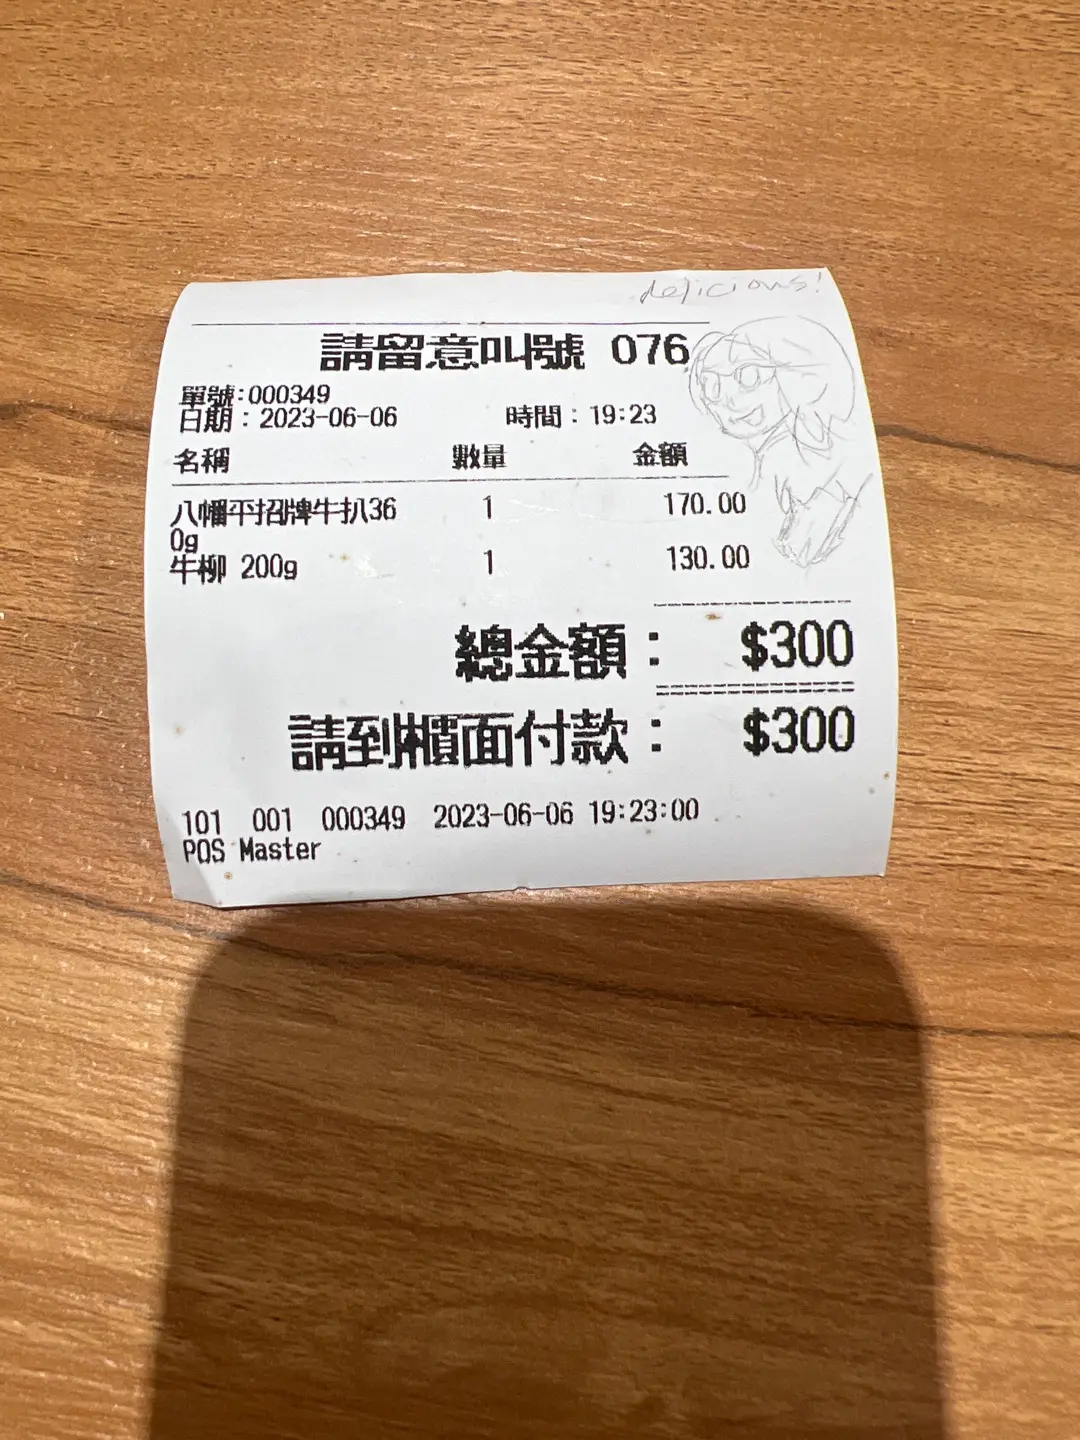 delicious!
請留意叫號 076
單號:000349
日期：2023-06-06 時間：19:23
名稱 數量 金額
八幡平招牌牛扒36 1 170.00
0g
牛柳 200g 1 130.00
總金額： $300
請到櫃面付款： $300
101 001 000349 2023-06-06 19:23:00
POS Master